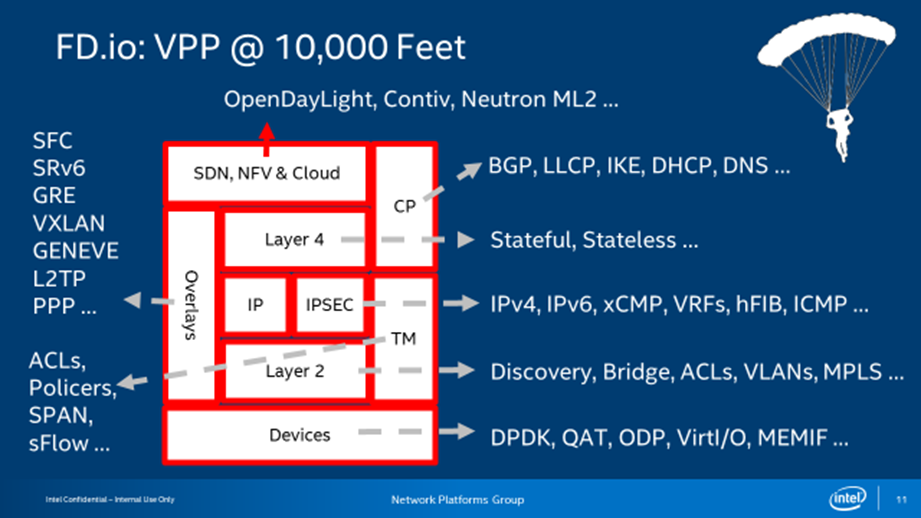 FD.io: VPP @ 10,000 Feet
OpenDayLight, Contiv, Neutron ML2 ...
SFC
SRv6
GRE
VXLAN
GENEVE
L2TP
PPP ...
ACLs,
Policers,
SPAN,
sFlow ...
SDN, NFV & Cloud
CP
Layer 4
Overlays
IP
IPSEC
TM
Layer 2
Devices
BGP, LLCP, IKE, DHCP, DNS ...
Stateful, Stateless ...
IPv4, IPv6, xCMP, VRFs, hFIB, ICMP ...
Discovery, Bridge, ACLs, VLANs, MPLS ...
DPDK, QAT, ODP, VirtI/O, MEMIF ...
Intel Confidential – Internal Use Only
Network Platforms Group
intel
11